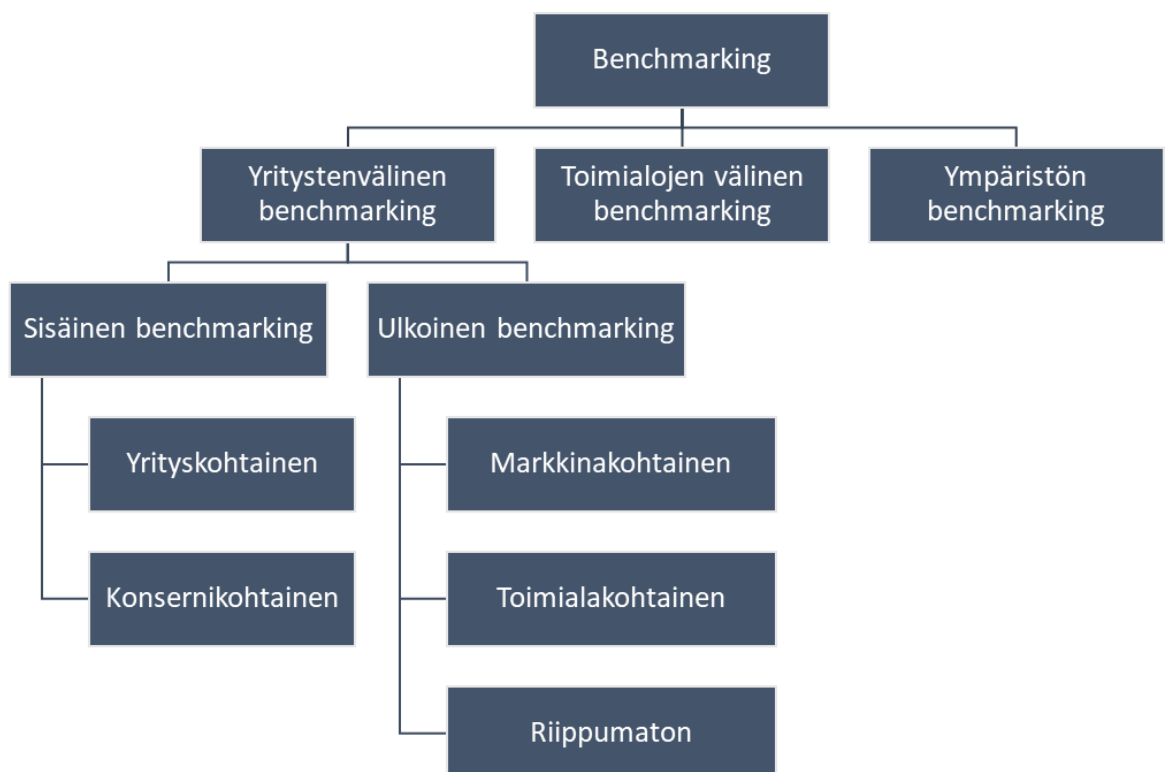 Benchmarking
Yritystenvälinen
benchmarking
Toimialojen välinen
benchmarking
Ympäristön
benchmarking
Sisäinen benchmarking
Ulkoinen benchmarking
Yrityskohtainen
Markkinakohtainen
Konsernikohtainen
Toimialakohtainen
Riippumaton